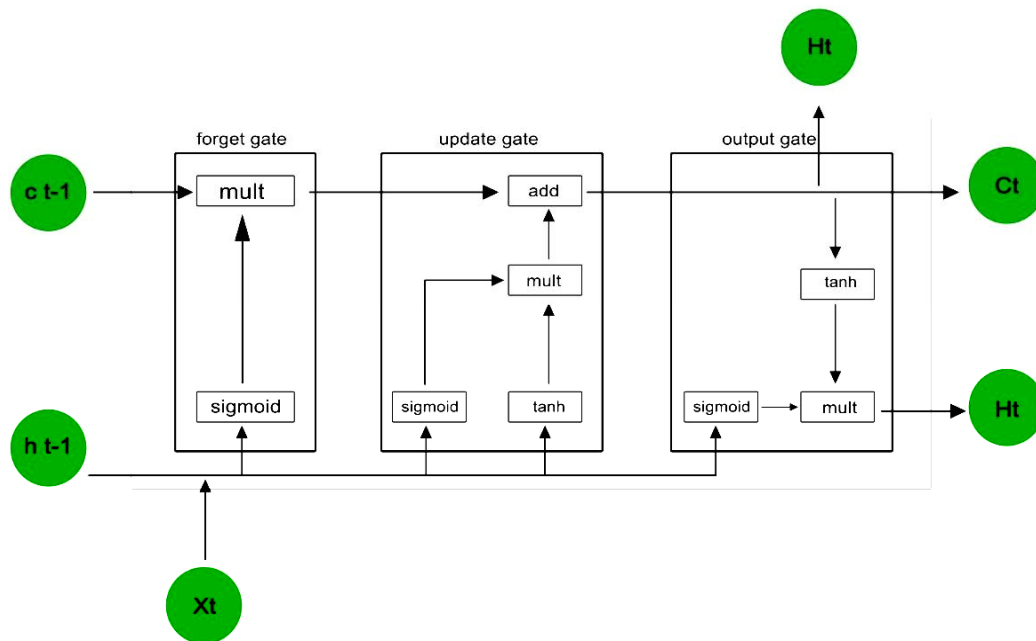 Ht
forget gate
update gate
output gate
c t-1
mult
add
Ct
mult
tanh
sigmoid
sigmoid
tanh
sigmoid
mult
Ht
h t-1
Xt